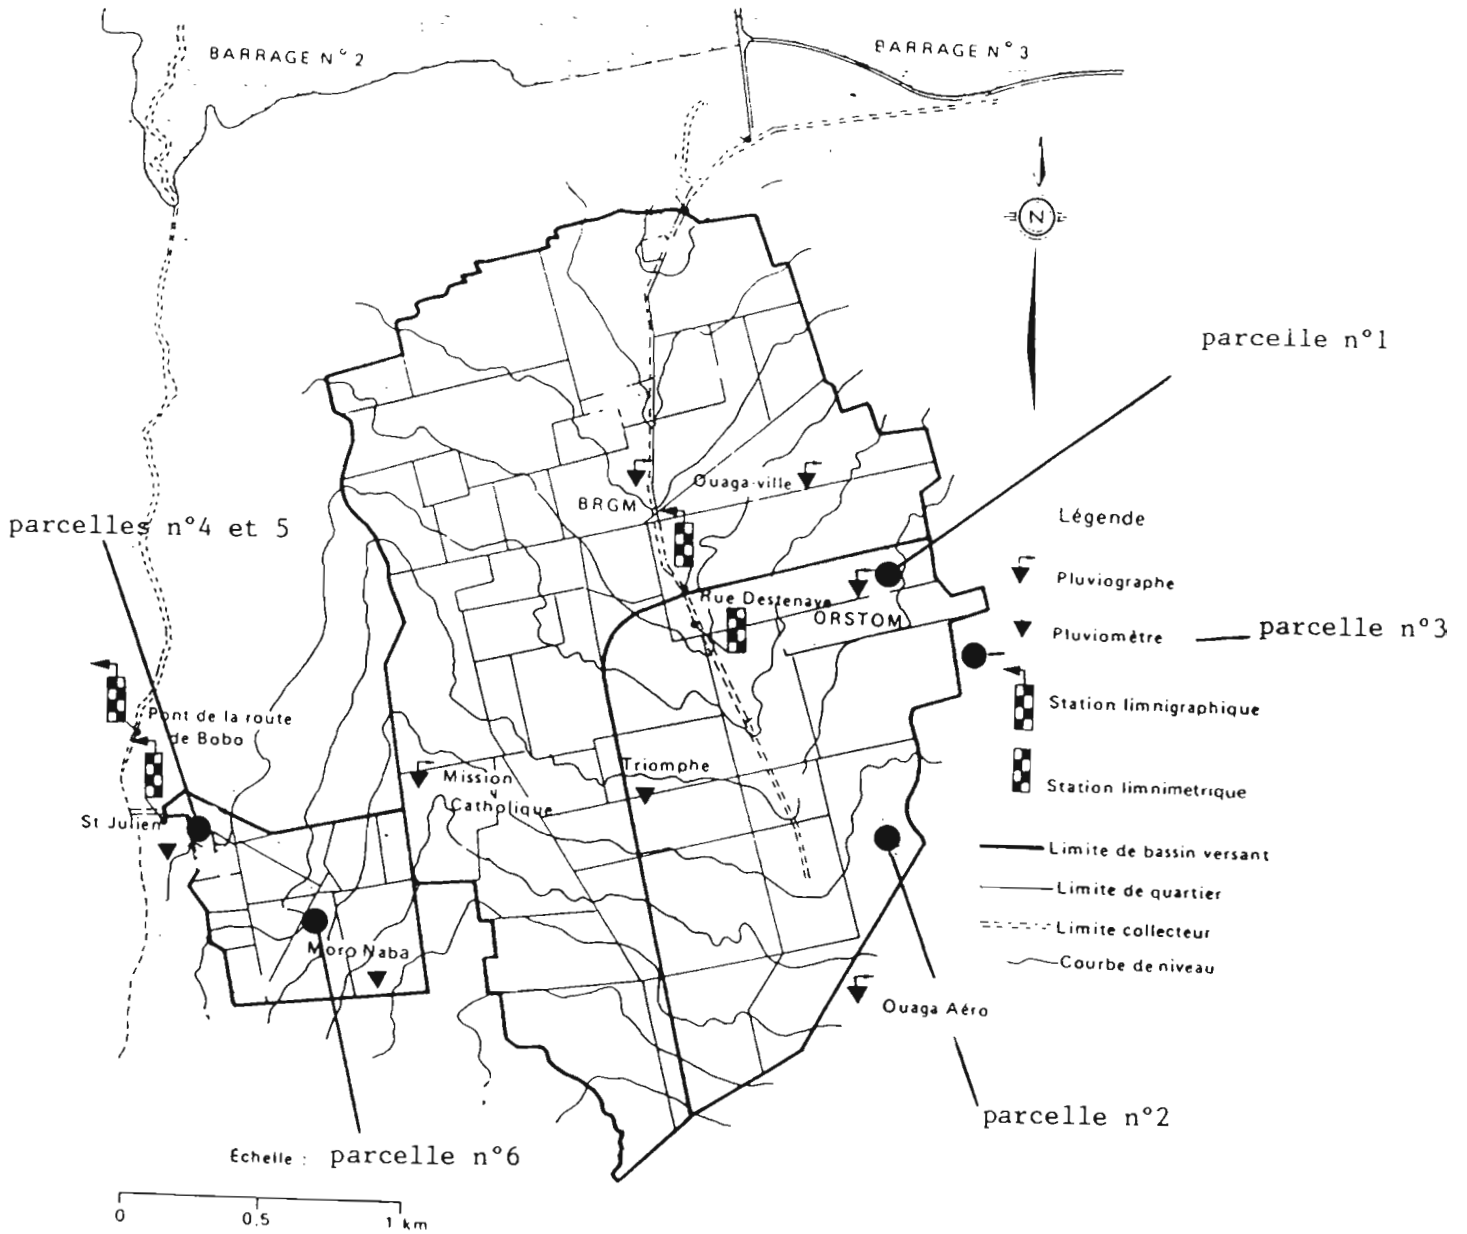 BARRAGE N° 2
BARRAGE N° 3
N
parcelle n°1
Ouaga-ville
BRGM
parcelles n°4 et 5
Légende
Pluviographe
Rue Destenave
ORSTOM
Pluviomètre
parcelle n°3
Station limnigraphique
Pont de la route
de Bobo
Triomphe
Mission
Catholique
Station limnimetrique
St Julien
Limite de bassin versant
Limite de quartier
Limite collecteur
Moro Naba
Courbe de niveau
Ouaga Aéro
parcelle n°2
Echelle : parcelle n°6
0 0.5 1 km